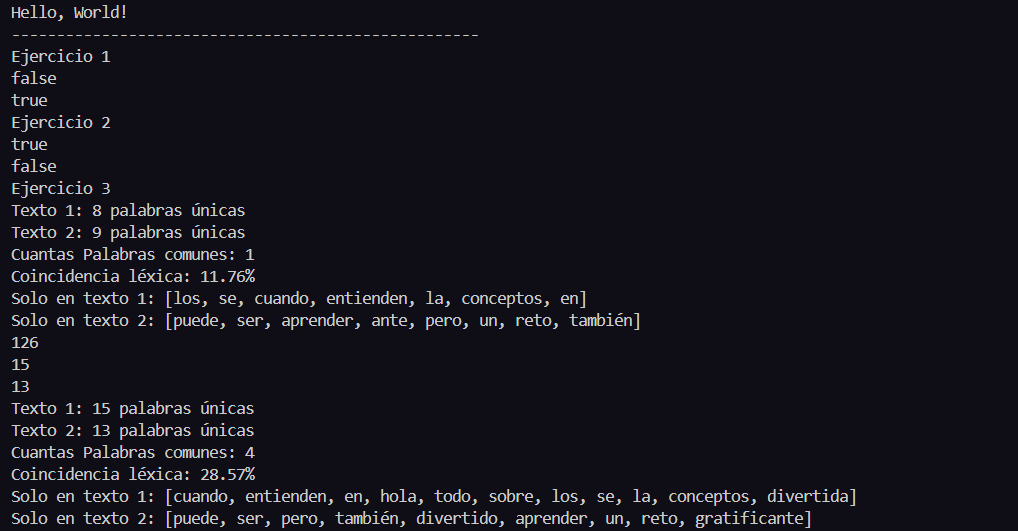 Hello, World!
----------------------------------------------------
Ejercicio 1
false
true
Ejercicio 2
true
false
Ejercicio 3
Texto 1: 8 palabras únicas
Texto 2: 9 palabras únicas
Cuantas Palabras comunes: 1
Coincidencia léxica: 11.76%
Solo en texto 1: [los, se, cuando, entienden, la, conceptos, en]
Solo en texto 2: [puede, ser, aprender, ante, pero, un, reto, también]
126
15
13
Texto 1: 15 palabras únicas
Texto 2: 13 palabras únicas
Cuantas Palabras comunes: 4
Coincidencia léxica: 28.57%
Solo en texto 1: [cuando, entienden, en, hola, todo, sobre, los, se, la, conceptos, divertida]
Solo en texto 2: [puede, ser, pero, también, divertido, aprender, un, reto, gratificante]